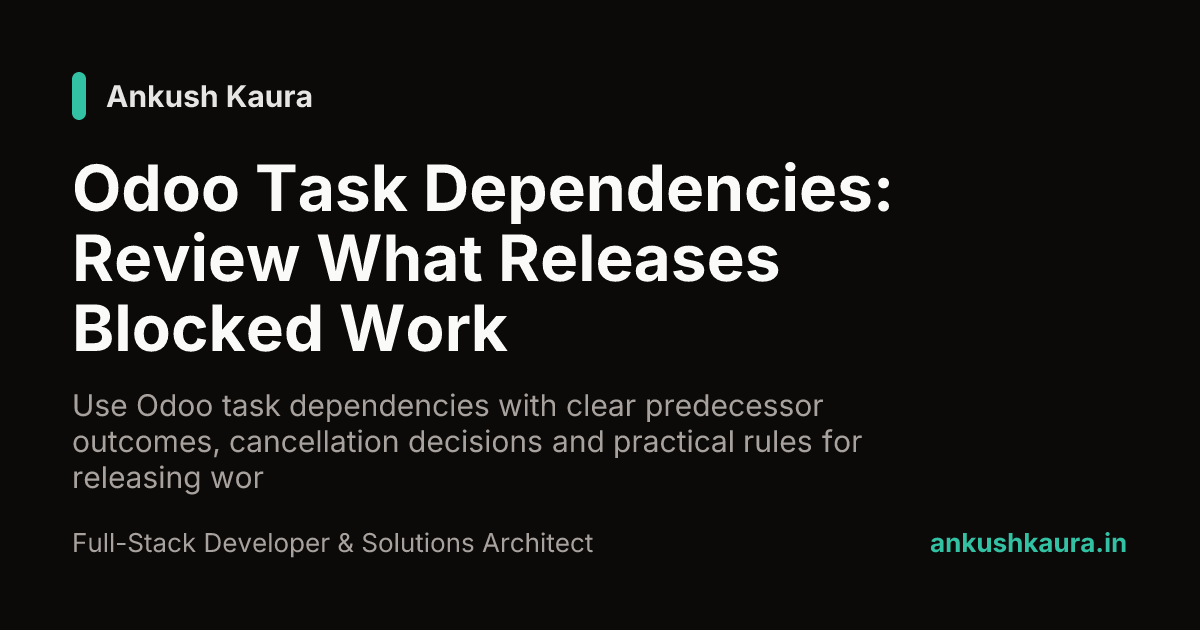 Ankush Kaura
Odoo Task Dependencies:
Review What Releases
Blocked Work
Use Odoo task dependencies with clear predecessor
outcomes, cancellation decisions and practical rules for
releasing wor
Full-Stack Developer & Solutions Architect
ankushkaura.in